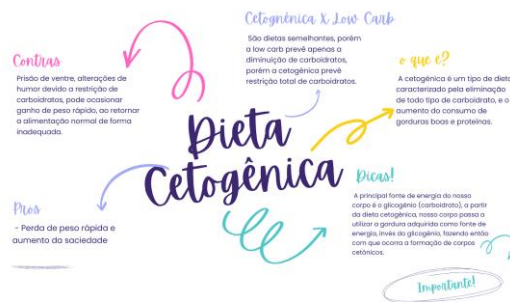 Cetognênica X Low Carb
São dietas semelhantes, porém
a low carb prevê apenas a
diminuição de carboidratos,
porém a cetogênica prevê
restrição total de carboidratos.
Contras
Prisão de ventre, alterações de
humor devido a restrição de
carboidratos, pode ocasionar
ganho de peso rápido, ao retornar
a alimentação normal de forma
inadequada.
o que e?
A cetogênica é um tipo de dieta
caracterizado pela eliminação
de todo tipo de carboidrato, e o
aumento do consumo de
gorduras boas e proteínas.
Dieta
Cetogênica
Pros
- Perda de peso rápida e
aumento da saciedade
Dicas!
A principal fonte de energia do nosso
corpo é o glicogênio (carboidrato), a partir
da dieta cetogênica, nosso corpo passa a
utilizar a gordura adquirida como fonte de
energia, invés do glicogênio, fazendo então
com que ocorra a formação de corpos
cetônicos.
Importante!